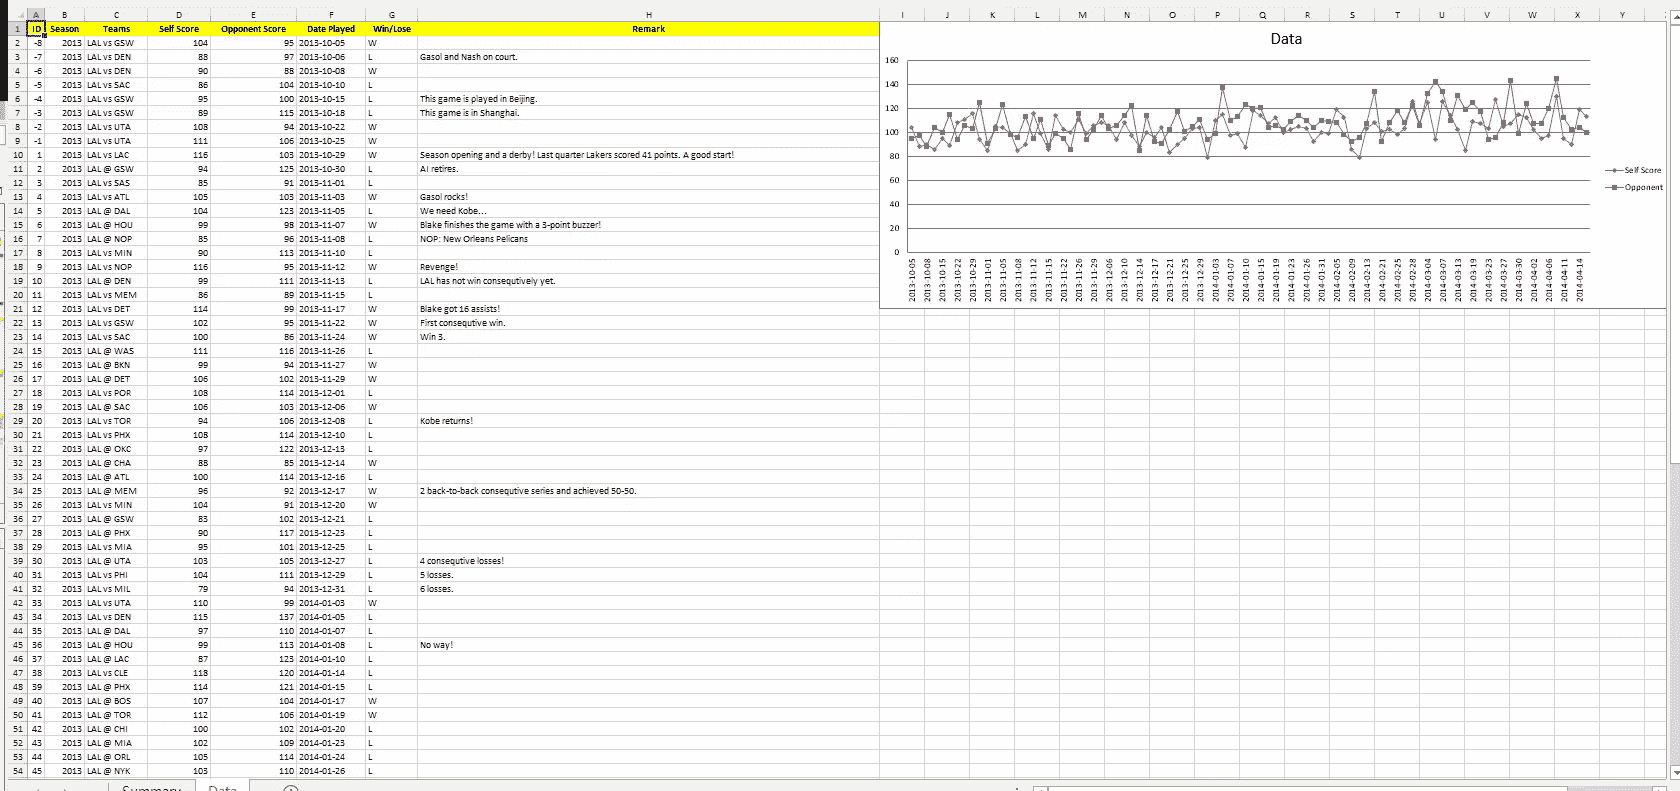 A B C D E F G H I J K L M N O P Q R S T U V W X Y
1 ID Season Teams Self Score Opponent Score Date Played Win/Lose Remark
2 -8 2013 LAL vs GSW 104 95 2013-10-05 W
3 -7 2013 LAL vs DEN 88 97 2013-10-06 L Gasol and Nash on court.
4 -6 2013 LAL vs DEN 90 88 2013-10-08 W
5 -5 2013 LAL vs SAC 86 104 2013-10-10 L
6 -4 2013 LAL vs GSW 95 100 2013-10-15 L This game is played in Beijing.
7 -3 2013 LAL vs GSW 89 115 2013-10-18 L This game is in Shanghai.
8 -2 2013 LAL vs UTA 108 94 2013-10-22 W
9 -1 2013 LAL vs UTA 111 106 2013-10-25 W
10 1 2013 LAL vs LAC 116 103 2013-10-29 W Season opening and a derby! Last quarter Lakers scored 41 points. A good start!
11 2 2013 LAL @ GSW 94 125 2013-10-30 L AI retires.
12 3 2013 LAL vs SAS 85 91 2013-11-01 L
13 4 2013 LAL vs ATL 105 103 2013-11-03 W Gasol rocks!
14 5 2013 LAL @ DAL 104 123 2013-11-05 L We need Kobe...
15 6 2013 LAL @ HOU 99 98 2013-11-07 W Blake finishes the game with a 3-point buzzer!
16 7 2013 LAL @ NOP 85 96 2013-11-08 L NOP: New Orleans Pelicans
17 8 2013 LAL vs MIN 90 113 2013-11-10 L
18 9 2013 LAL vs NOP 116 95 2013-11-12 W Revenge!
19 10 2013 LAL @ DEN 99 111 2013-11-13 L LAL has not win consequtively yet.
20 11 2013 LAL vs MEM 86 89 2013-11-15 L
21 12 2013 LAL vs DET 114 99 2013-11-17 W Blake got 16 assists!
22 13 2013 LAL vs GSW 102 95 2013-11-22 W First consequtive win.
23 14 2013 LAL vs SAC 100 86 2013-11-24 W Win 3.
24 15 2013 LAL @ WAS 111 116 2013-11-26 L
25 16 2013 LAL @ BKN 99 94 2013-11-27 W
26 17 2013 LAL @ DET 106 102 2013-11-29 W
27 18 2013 LAL vs POR 108 114 2013-12-01 L
28 19 2013 LAL @ SAC 106 103 2013-12-06 W
29 20 2013 LAL vs TOR 94 106 2013-12-08 L Kobe returns!
30 21 2013 LAL vs PHX 108 114 2013-12-10 L
31 22 2013 LAL @ OKC 97 122 2013-12-13 L
32 23 2013 LAL @ CHA 88 85 2013-12-14 W
33 24 2013 LAL @ ATL 100 114 2013-12-16 L
34 25 2013 LAL @ MEM 96 92 2013-12-17 W 2 back-to-back consequtive series and achieved 50-50.
35 26 2013 LAL vs MIN 104 91 2013-12-20 W
36 27 2013 LAL @ GSW 83 102 2013-12-21 L
37 28 2013 LAL @ PHX 90 117 2013-12-23 L
38 29 2013 LAL vs MIA 95 101 2013-12-25 L
39 30 2013 LAL @ UTA 103 105 2013-12-27 L 4 consequtive losses!
40 31 2013 LAL vs PHI 104 111 2013-12-29 L 5 losses.
41 32 2013 LAL vs MIL 79 94 2013-12-31 L 6 losses.
42 33 2013 LAL vs UTA 110 99 2014-01-03 W
43 34 2013 LAL vs DEN 115 137 2014-01-05 L
44 35 2013 LAL @ DAL 97 110 2014-01-07 L
45 36 2013 LAL @ HOU 99 113 2014-01-08 L No way!
46 37 2013 LAL @ LAC 87 123 2014-01-10 L
47 38 2013 LAL vs CLE 118 120 2014-01-14 L
48 39 2013 LAL @ PHX 114 121 2014-01-15 L
49 40 2013 LAL @ BOS 107 104 2014-01-17 W
50 41 2013 LAL @ TOR 112 106 2014-01-19 W
51 42 2013 LAL @ CHI 100 102 2014-01-20 L
52 43 2013 LAL @ MIA 102 109 2014-01-23 L
53 44 2013 LAL @ ORL 105 114 2014-01-24 L
54 45 2013 LAL @ NYK 103 110 2014-01-26 L
Data
160
140
120
100
80
60
40
20
0
2013-10-05 2013-10-08 2013-10-15 2013-10-22 2013-10-29 2013-11-01 2013-11-05 2013-11-08 2013-11-12 2013-11-15 2013-11-22 2013-11-26 2013-11-29 2013-12-06 2013-12-10 2013-12-14 2013-12-17 2013-12-21 2013-12-25 2013-12-29 2014-01-03 2014-01-07 2014-01-10 2014-01-15 2014-01-19 2014-01-23 2014-01-26 2014-01-31 2014-02-05 2014-02-09 2014-02-13 2014-02-21 2014-02-25 2014-02-28 2014-03-04 2014-03-07 2014-03-13 2014-03-19 2014-03-23 2014-03-27 2014-03-30 2014-04-02 2014-04-06 2014-04-11 2014-04-14
Self Score
Opponent
Summary Data